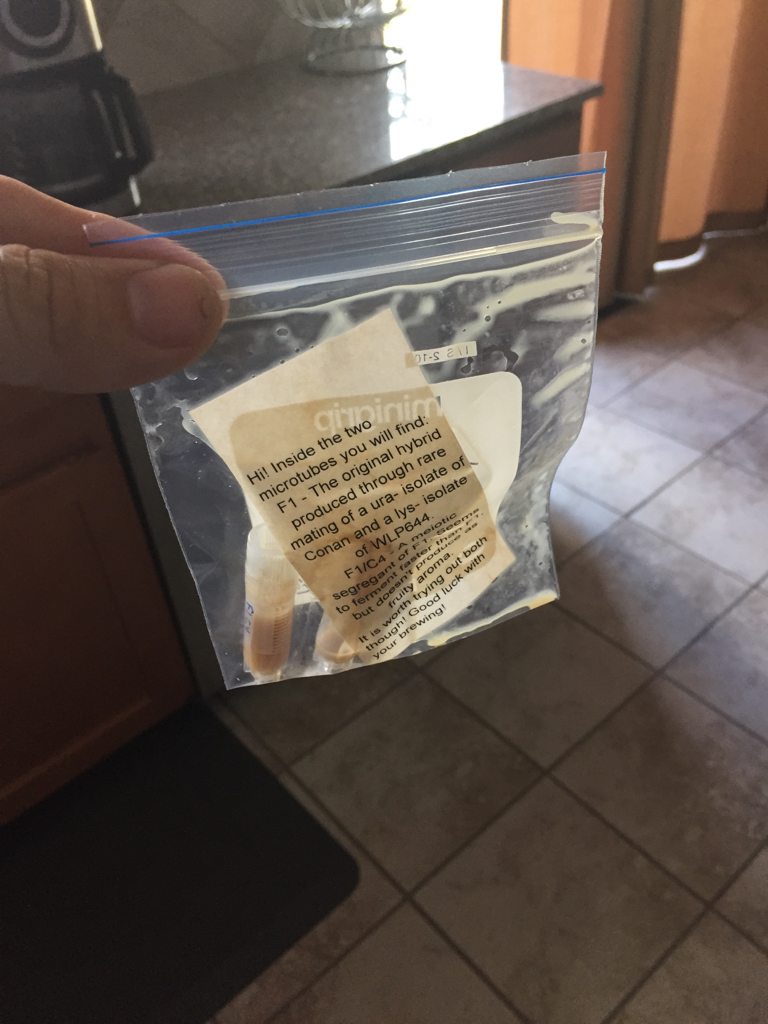 minigrip
Hi! Inside the two
microtubes you will find:
F1 - The original hybrid
produced through rare
mating of a ura- isolate of
Conan and a lys- isolate
of WLP644.
F1/C4 - A meiotic
segregant of F1. Seems
to ferment faster than F1,
but doesn't produce as
fruity aroma.
It is worth trying out both
though! Good luck with
your brewing!